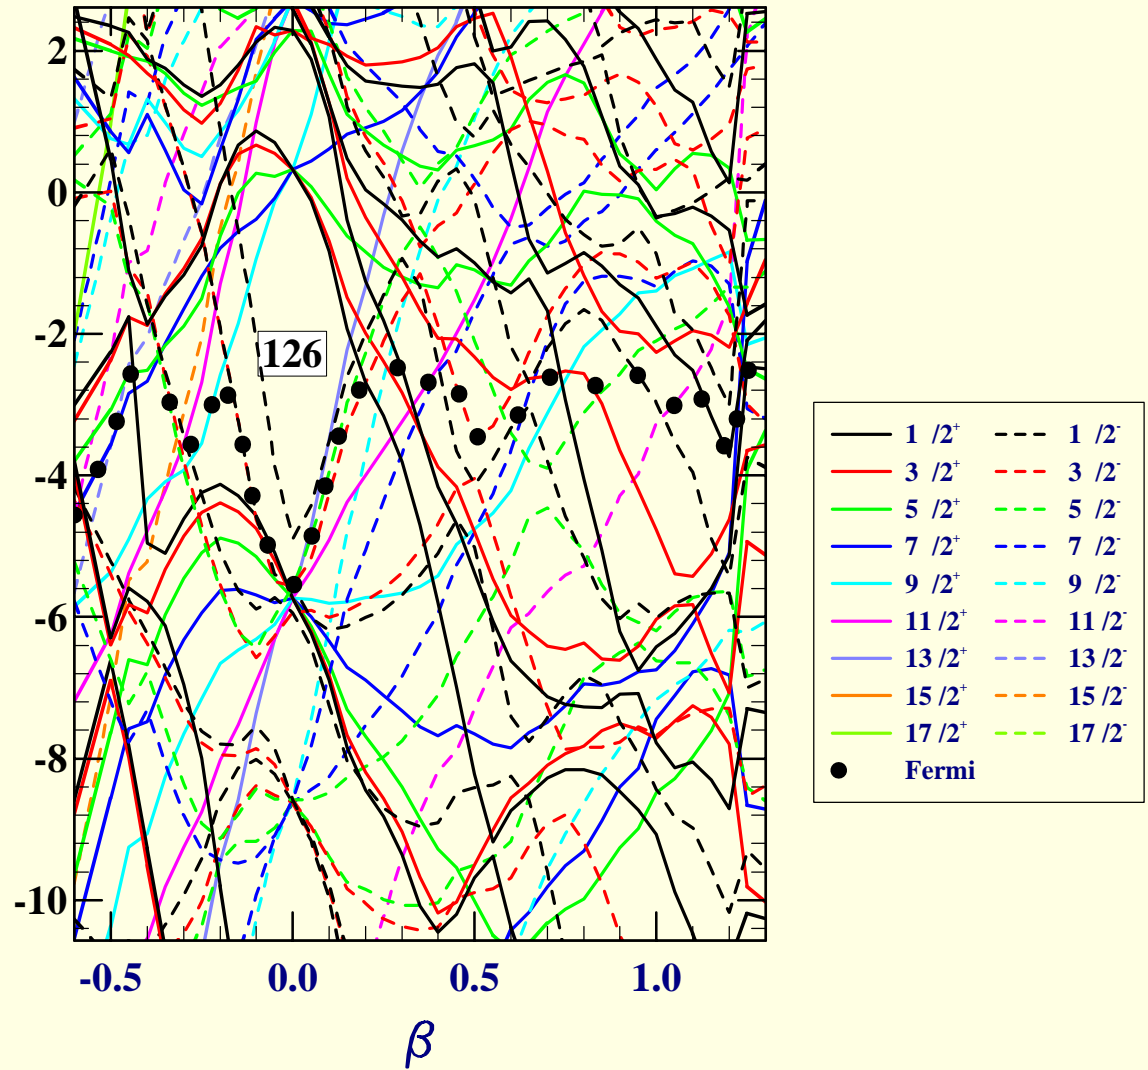 2
0
-2
-4
-6
-8
-10
126
-0.5 0.0 0.5 1.0
β
1 /2+ 1 /2-
3 /2+ 3 /2-
5 /2+ 5 /2-
7 /2+ 7 /2-
9 /2+ 9 /2-
11 /2+ 11 /2-
13 /2+ 13 /2-
15 /2+ 15 /2-
17 /2+ 17 /2-
Fermi